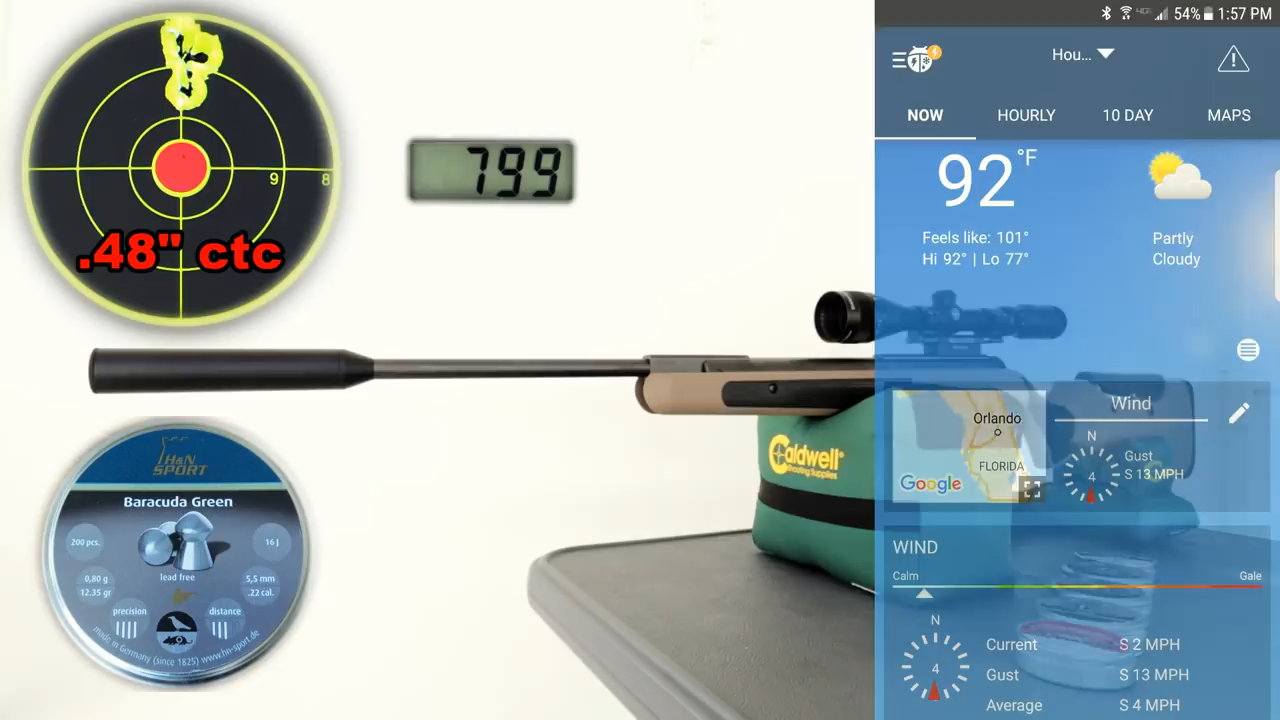 54% 1:57 PM
Hou...
NOW HOURLY 10 DAY MAPS
92°F
Feels like: 101°
Hi 92° | Lo 77°
Partly
Cloudy
9 8
.48" ctc
799
Orlando
FLORIDA
Google
Wind
N
4
Gust
S 13 MPH
Caldwell
Shooting Supplies
H&N
SPORT
Baracuda Green
200 pcs.
16 J
lead free
0,80 g
12.35 gr
5,5 mm
.22 cal.
precision
distance
made in Germany (since 1825) www.hn-sport.de
WIND
Calm Gale
N
4
Current S 2 MPH
Gust S 13 MPH
Average S 4 MPH